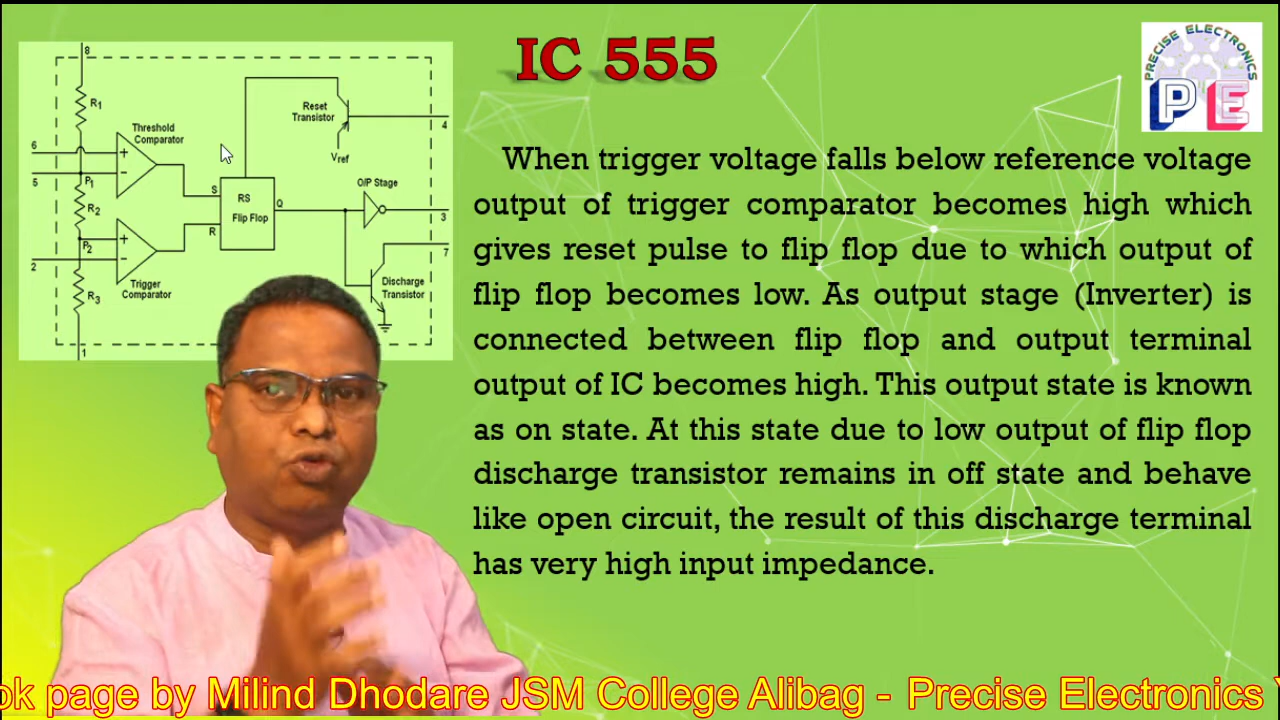 IC 555
PRECISE ELECTRONICS
P E
8
R1
Threshold
Comparator
Reset
Transistor
4
6
+
5
-
P1
Vref
S
RS
Flip Flop
Q
O/P Stage
3
R2
R
P2
+
2
-
7
Trigger
Comparator
Discharge
Transistor
R3
1
When trigger voltage falls below reference voltage
output of trigger comparator becomes high which
gives reset pulse to flip flop due to which output of
flip flop becomes low. As output stage (Inverter) is
connected between flip flop and output terminal
output of IC becomes high. This output state is known
as on state. At this state due to low output of flip flop
discharge transistor remains in off state and behave
like open circuit, the result of this discharge terminal
has very high input impedance.
ok page by Milind Dhodare JSM College Alibag - Precise Electronics